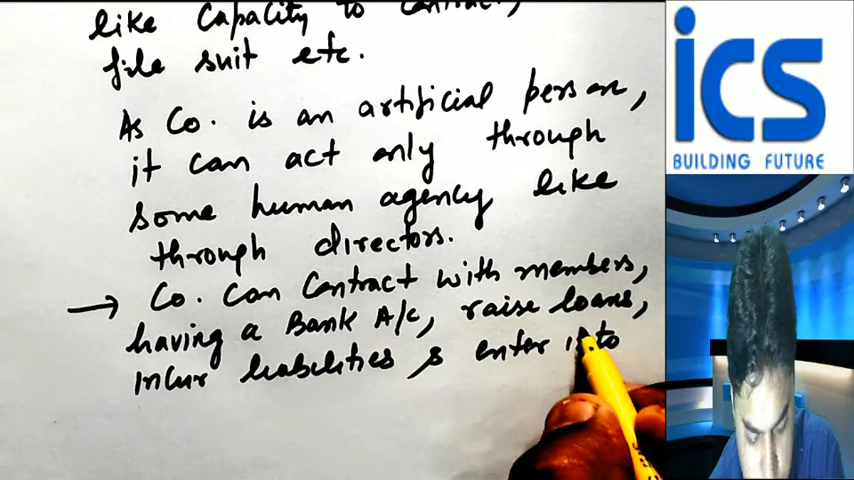 like Capacity to Contract,
file suit etc.
As Co. is an artificial person,
it can act only through
some human agency like
through directors.
→ Co. Can Contract with members,
having a Bank A/c, raise loans,
incur liabilities & enter into
ICS
BUILDING FUTURE